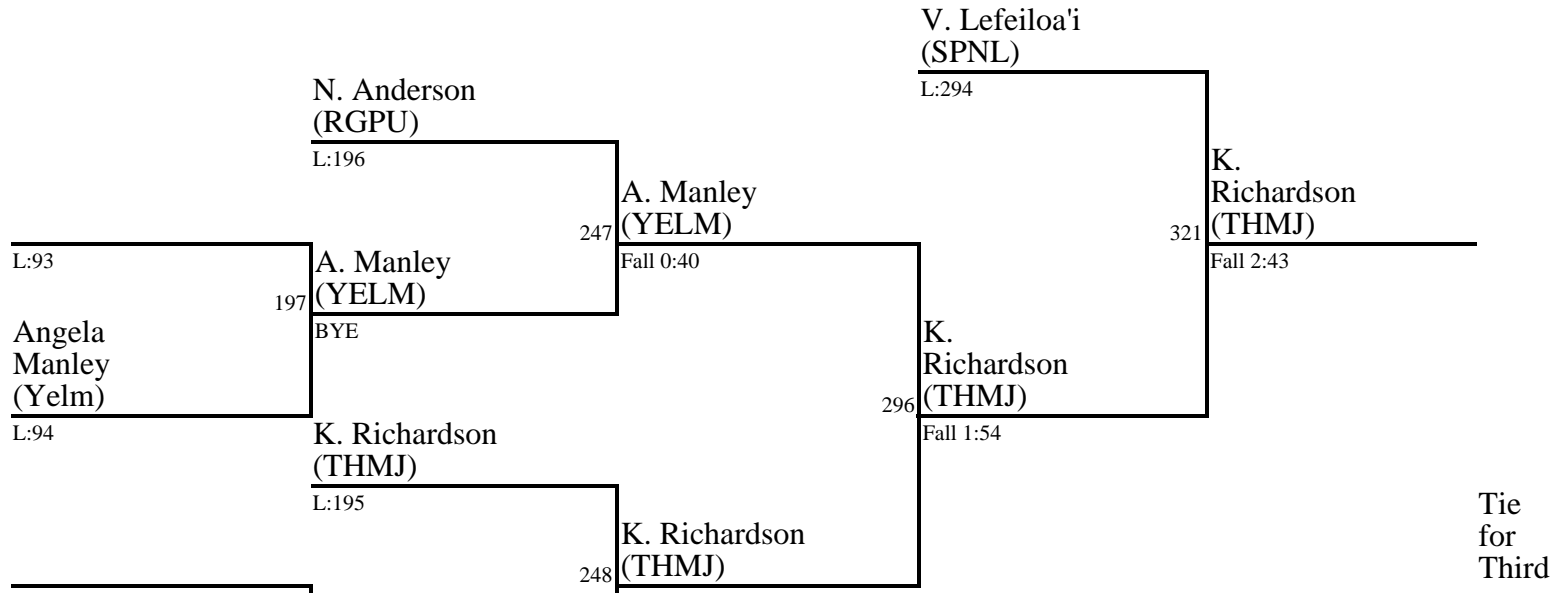 V. Lefeiloa'i
(SPNL)
L:294
N. Anderson
(RGPU)
L:196
K.
Richardson
321 (THMJ)
Fall 2:43
A. Manley
247 (YELM)
Fall 0:40
L:93
A. Manley
197 (YELM)
BYE
Angela
Manley
(Yelm)
L:94
K.
Richardson
296 (THMJ)
Fall 1:54
K. Richardson
(THMJ)
L:195
K. Richardson
248 (THMJ)
Tie
for
Third